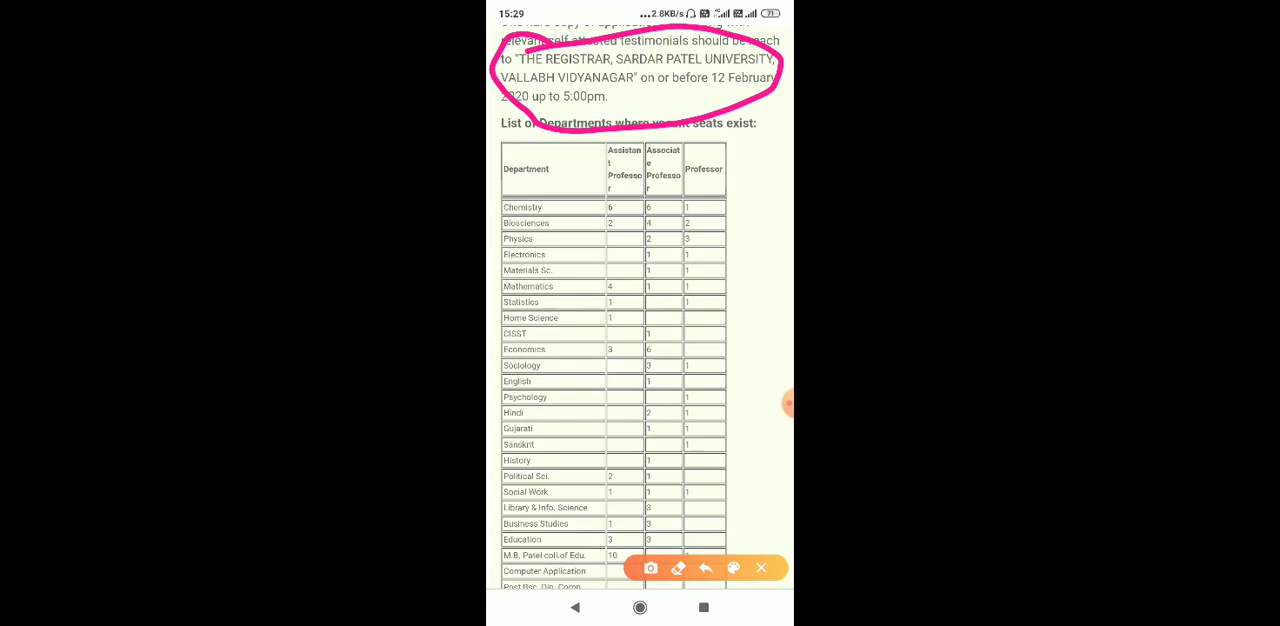 15:29
...2.8KB/s
71
relevant self attested testimonials should be reach
to "THE REGISTRAR, SARDAR PATEL UNIVERSITY,
VALLABH VIDYANAGAR" on or before 12 February
2020 up to 5:00pm.
List of Departments where vacant seats exist:
Department Assistant Professor Associate Professor Professor
Chemistry 6 6 1
Biosciences 2 4 2
Physics 2 3
Electronics 1 1
Materials Sc. 1 1
Mathematics 4 1 1
Statistics 1 1
Home Science 1
CISST 1
Economics 3 6
Sociology 3 1
English 1
Psychology 1
Hindi 2 1
Gujarati 1 1
Sanskrit 1
History 1
Political Sci. 2 1
Social Work 1 1 1
Library & Info. Science 3
Business Studies 1 3
Education 3 3
M.B. Patel coll.of Edu. 10
Computer Application
Post Bsc. Dip. Comp.